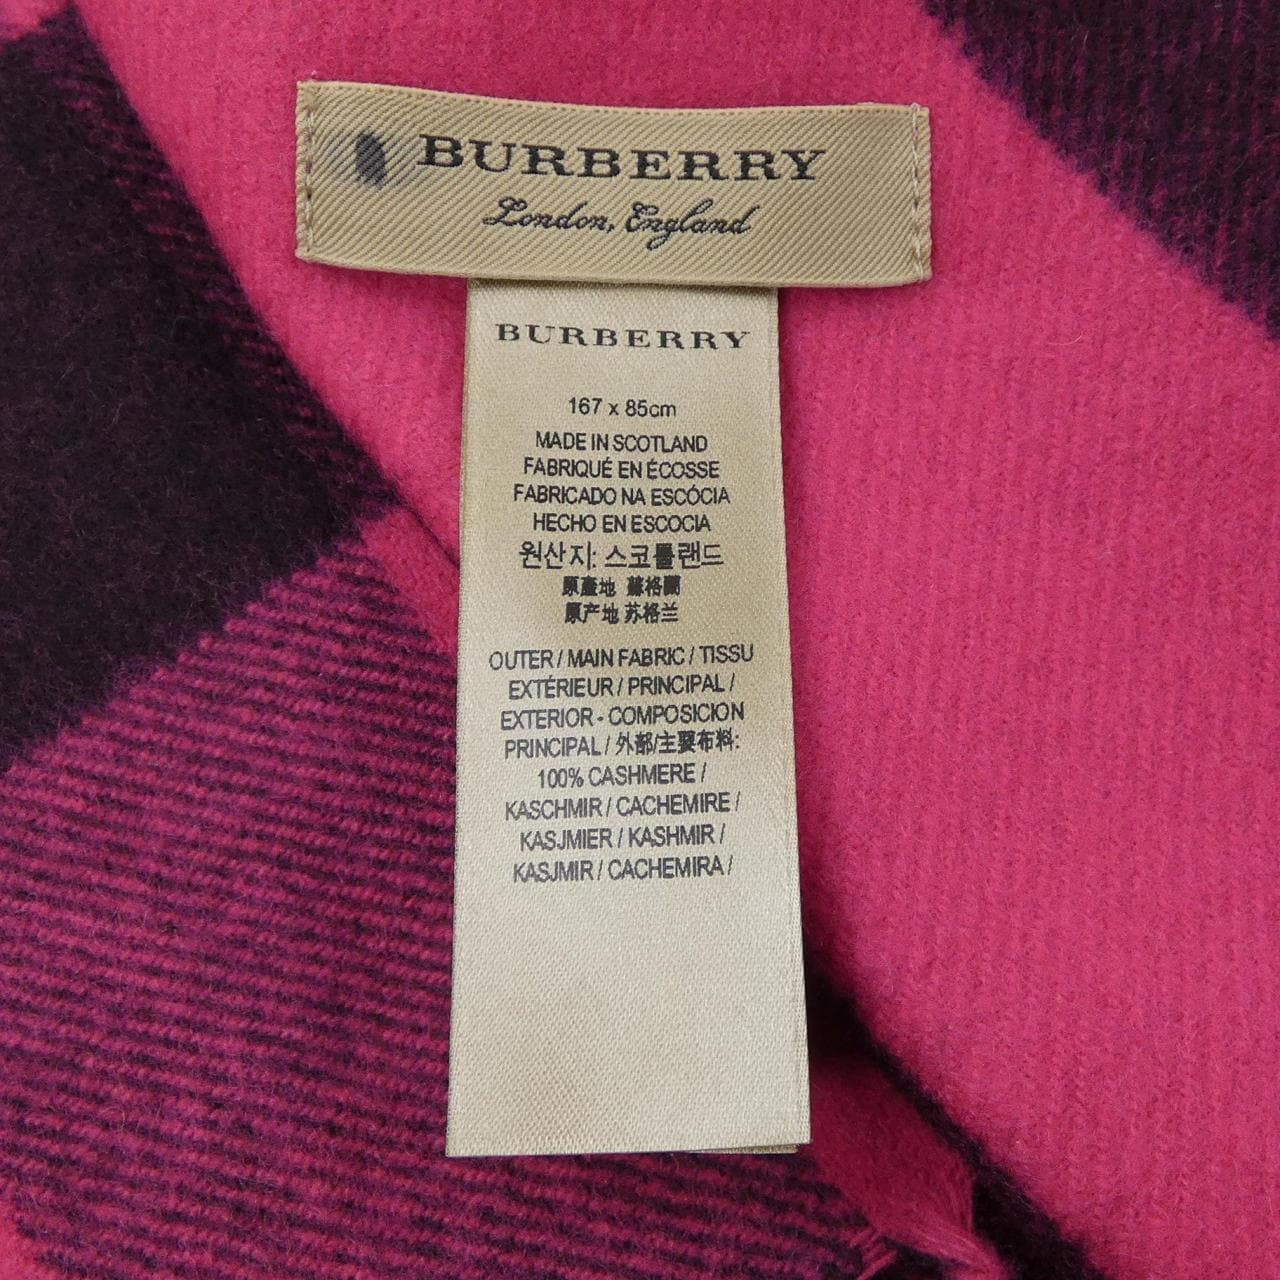 BURBERRY
London, England
BURBERRY
167 x 85cm
MADE IN SCOTLAND
FABRIQUÉ EN ÉCOSSE
FABRICADO NA ESCÓCIA
HECHO EN ESCOCIA
원산지: 스코틀랜드
原產地 蘇格蘭
原产地 苏格兰
OUTER / MAIN FABRIC / TISSU
EXTÉRIEUR / PRINCIPAL /
EXTERIOR - COMPOSICION
PRINCIPAL / 外部/主要布料:
100% CASHMERE /
KASCHMIR / CACHEMIRE /
KASJMIER / KASHMIR /
KASJMIR / CACHEMIRA /